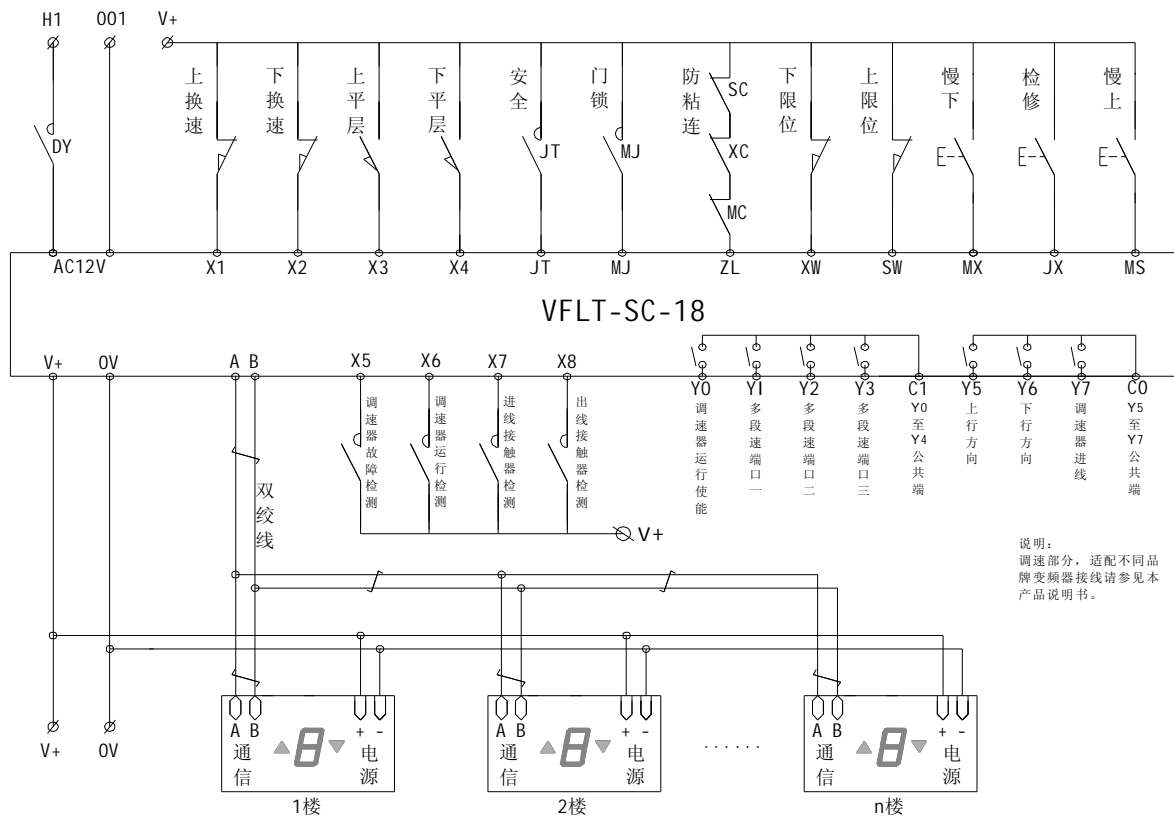 H1 001 V+
上换速 下换速 上平层 下平层 安全 门锁 防粘连 下限位 上限位 慢下 检修 慢上
SC
DY JT MJ XC
MC
AC12V X1 X2 X3 X4 JT MJ ZL XW SW MX JX MS
VFLT-SC-18
V+ 0V A B X5 X6 X7 X8
Y0 Y1 Y2 Y3 C1 Y5 Y6 Y7 C0
调速器故障检测 调速器运行检测 进线接触器检测 出线接触器检测
调速器运行使能 多段速端口一 多段速端口二 多段速端口三 Y0至Y4公共端 上行方向 下行方向 调速器进线 Y5至Y7公共端
双绞线
V+
说明:
调速部分,适配不同品
牌变频器接线请参见本
产品说明书。
V+ 0V
A B + - A B + - A B + -
通信 8 电源 通信 8 电源 ...... 通信 8 电源
1楼 2楼 n楼